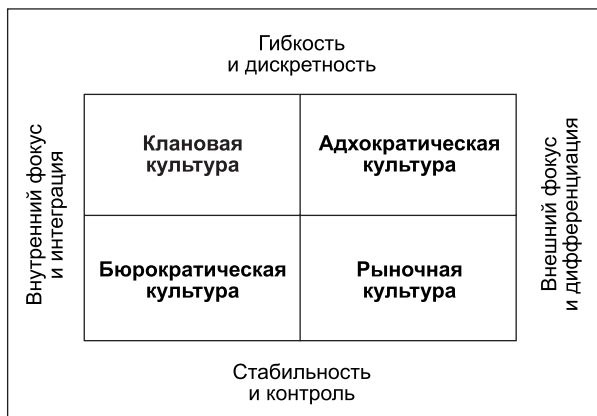 Гибкость
и дискретность
Внутренний фокус
и интеграция
Клановая
культура
Адхократическая
культура
Внешний фокус
и дифференциация
Бюрократическая
культура
Рыночная
культура
Стабильность
и контроль